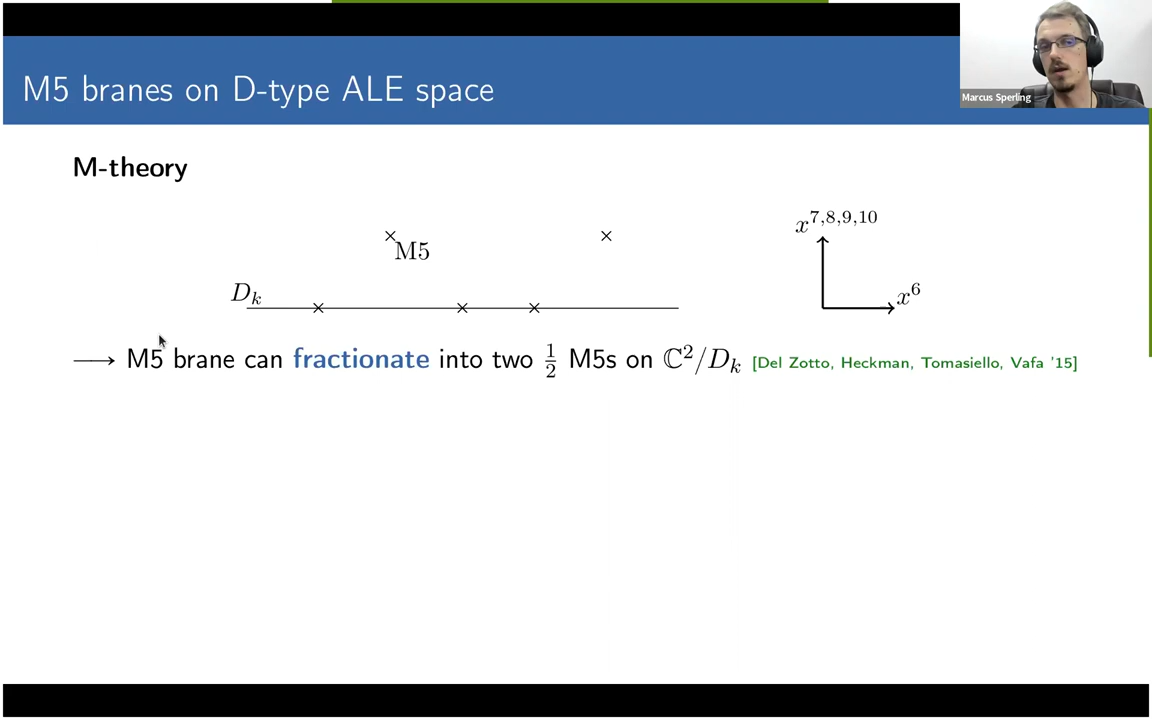 M5 branes on D-type ALE space
Marcus Sperling
M-theory
x^{7,8,9,10}
M5
D_k
x^6
⟶ M5 brane can fractionate into two 1/2 M5s on ℂ²/D_k [Del Zotto, Heckman, Tomasiello, Vafa '15]